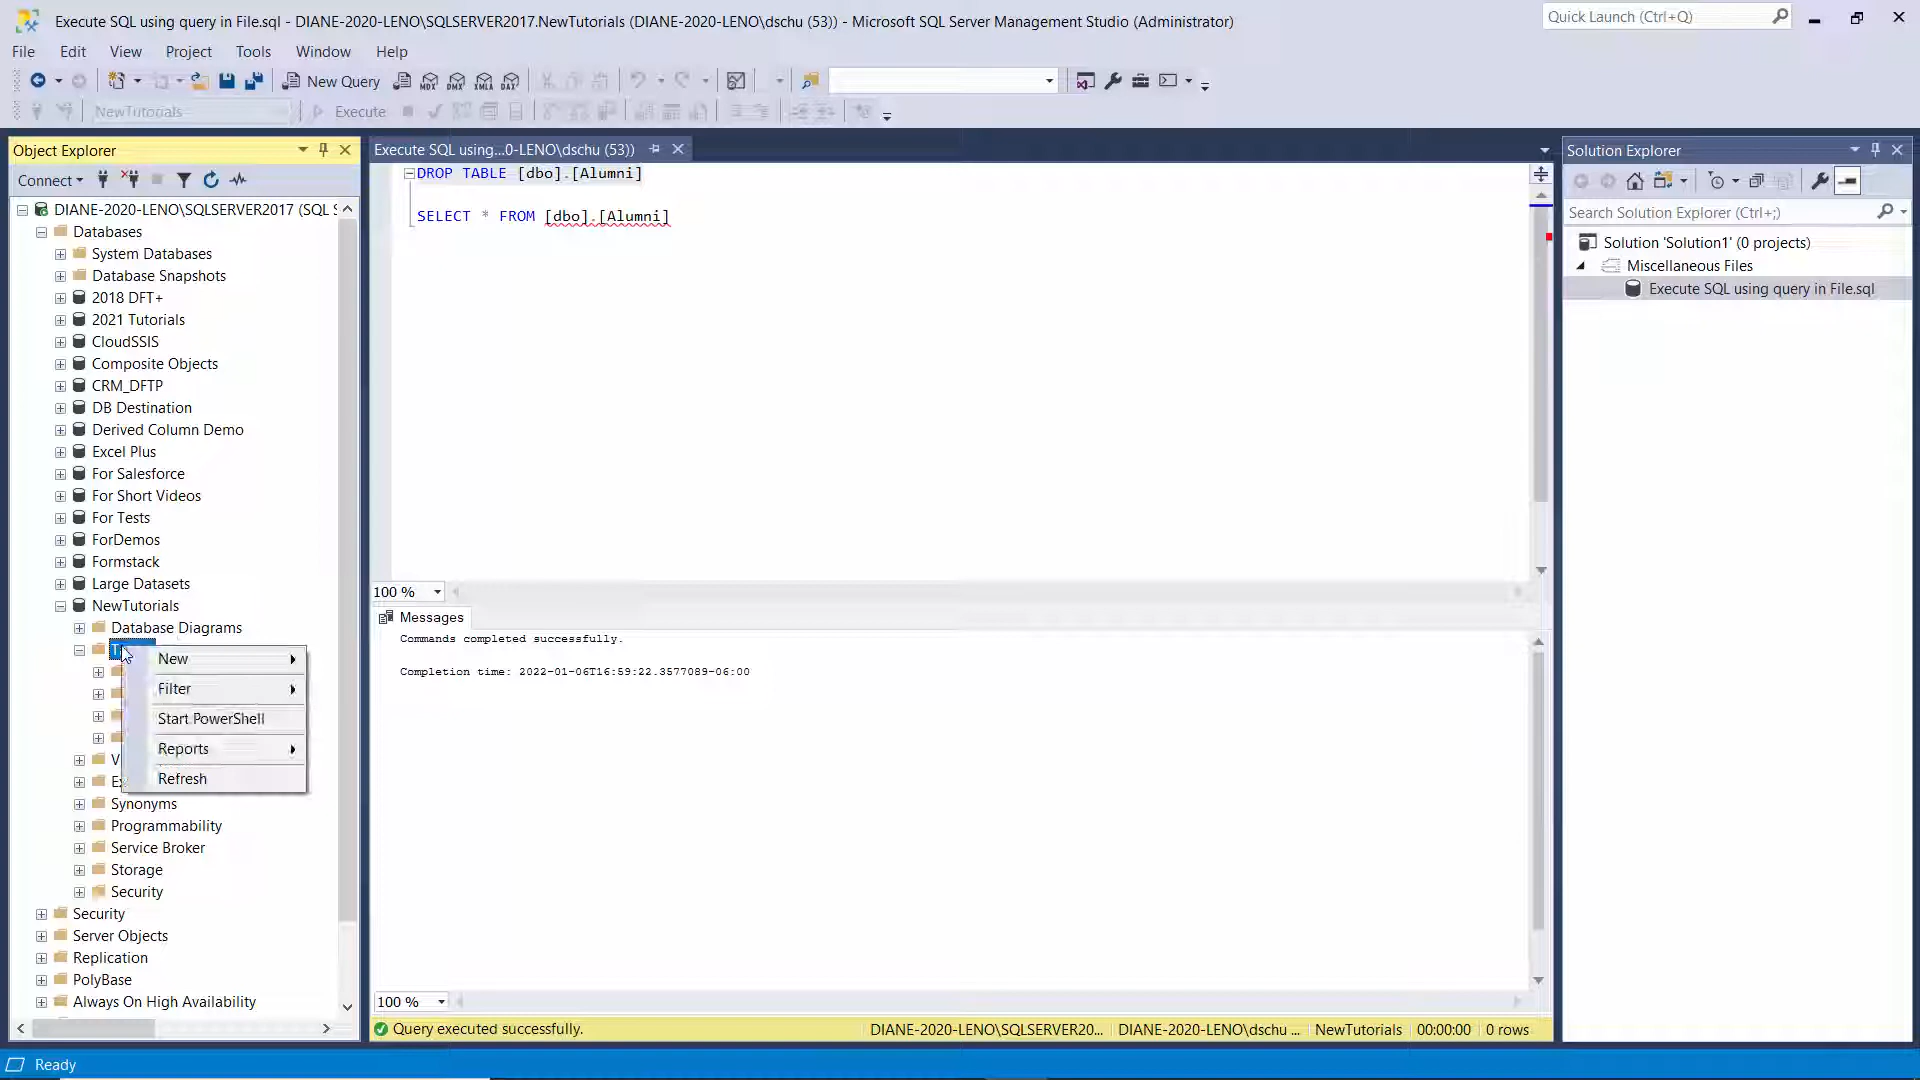 Execute SQL using query in File.sql - DIANE-2020-LENO\SQLSERVER2017.NewTutorials (DIANE-2020-LENO\dschu (53)) - Microsoft SQL Server Management Studio (Administrator)
Quick Launch (Ctrl+Q)
File Edit View Project Tools Window Help
New Query MDX DMX XMLA DAX
NewTutorials Execute
Object Explorer
Connect
DIANE-2020-LENO\SQLSERVER2017 (SQL S
Databases
System Databases
Database Snapshots
2018 DFT+
2021 Tutorials
CloudSSIS
Composite Objects
CRM_DFTP
DB Destination
Derived Column Demo
Excel Plus
For Salesforce
For Short Videos
For Tests
ForDemos
Formstack
Large Datasets
NewTutorials
Database Diagrams
New
Filter
Start PowerShell
Reports
Refresh
Synonyms
Programmability
Service Broker
Storage
Security
Security
Server Objects
Replication
PolyBase
Always On High Availability
Execute SQL using...0-LENO\dschu (53))
DROP TABLE [dbo].[Alumni]
SELECT * FROM [dbo].[Alumni]
100 %
Messages
Commands completed successfully.
Completion time: 2022-01-06T16:59:22.3577089-06:00
100 %
Query executed successfully. DIANE-2020-LENO\SQLSERVER20... DIANE-2020-LENO\dschu ... NewTutorials 00:00:00 0 rows
Solution Explorer
Search Solution Explorer (Ctrl+;)
Solution 'Solution1' (0 projects)
Miscellaneous Files
Execute SQL using query in File.sql
Ready